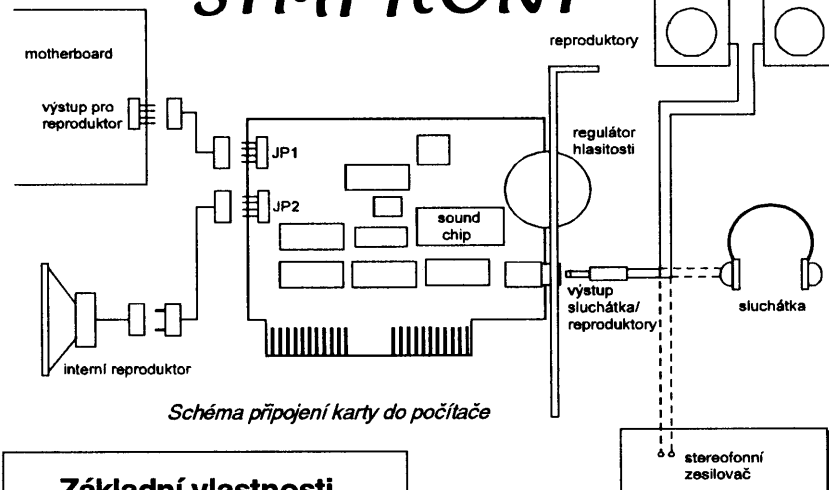 SYMPHONY
motherboard
výstup pro
reproduktor
JP1
JP2
interní reproduktor
sound
chip
reproduktory
regulátor
hlasitosti
výstup
sluchátka/
reproduktory
sluchátka
stereofonní
zesilovač
Schéma připojení karty do počítače
Základní vlastnosti